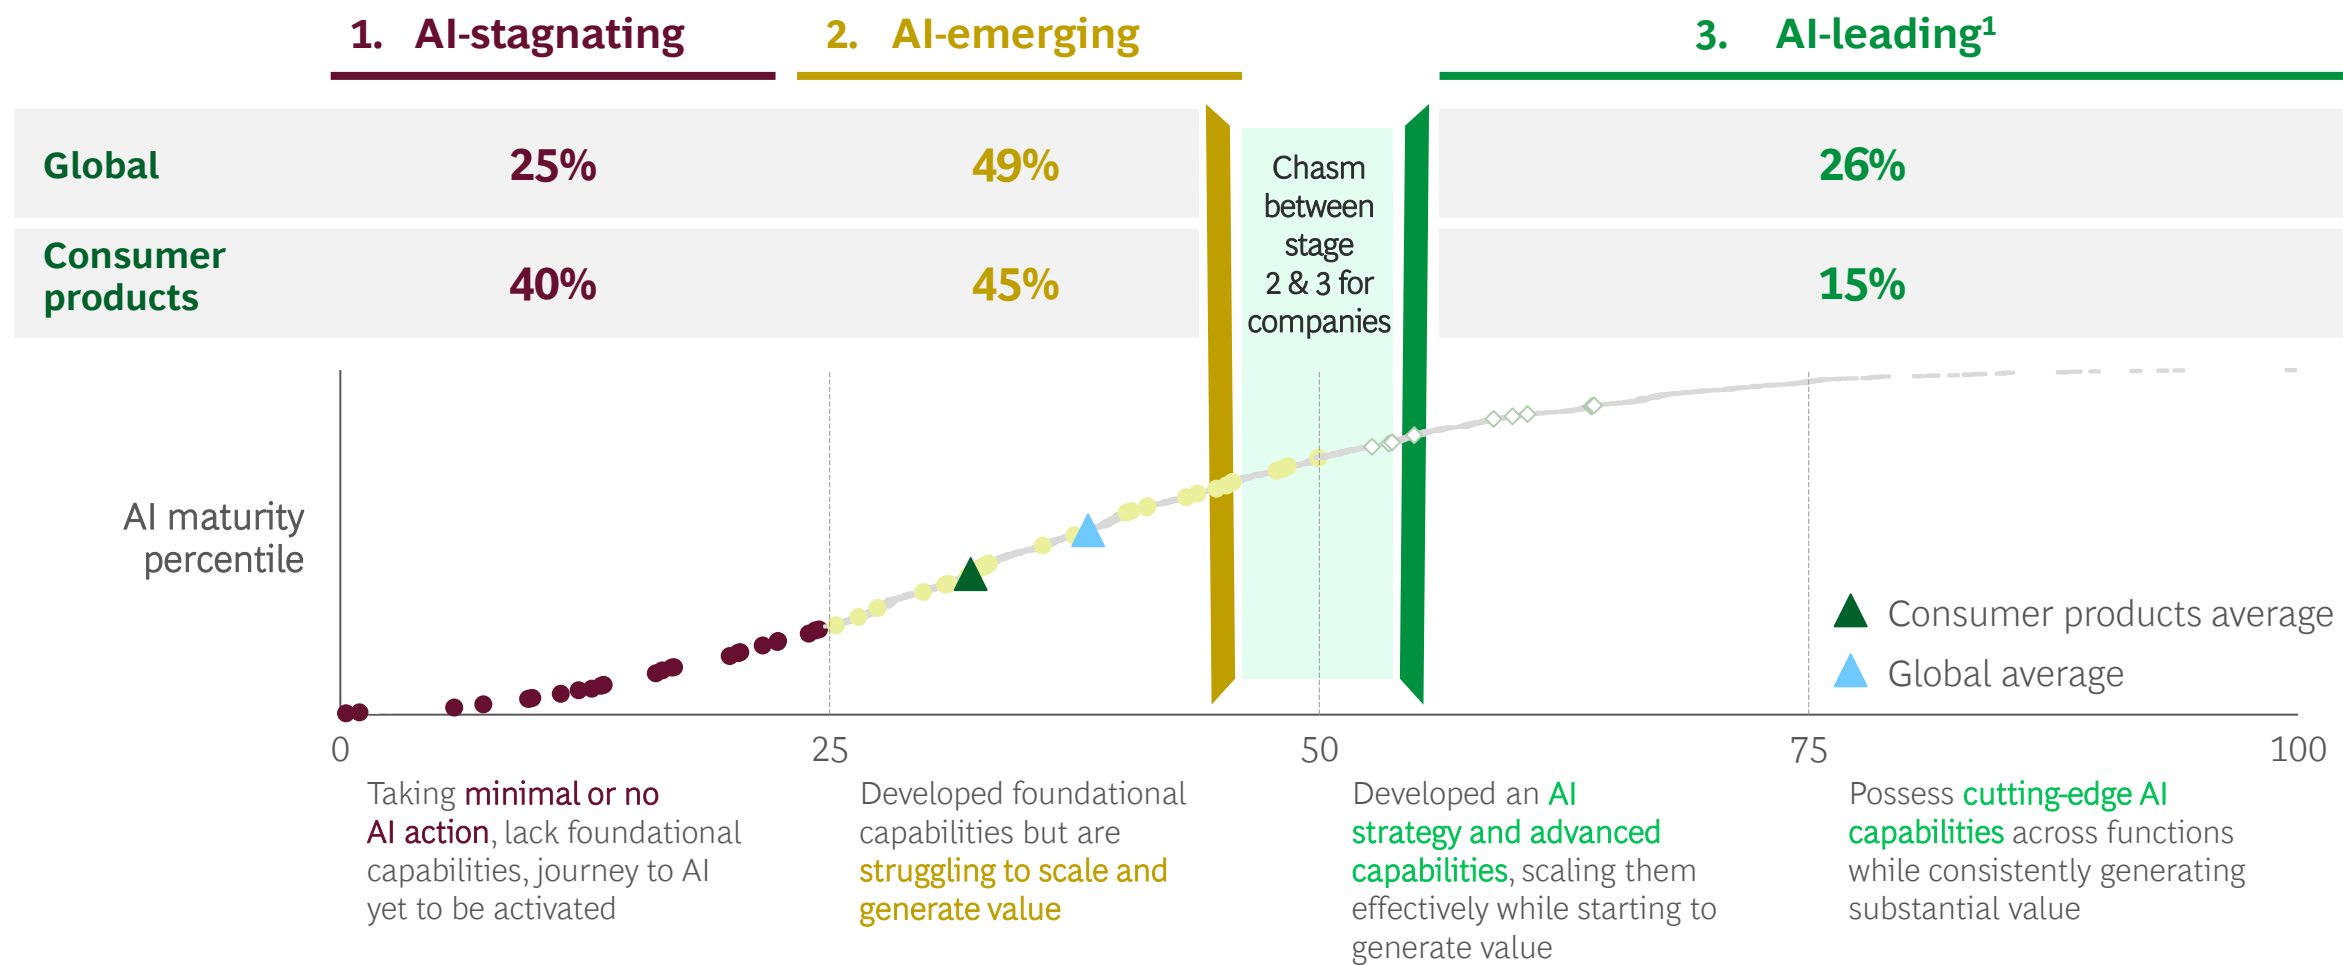 1. AI-stagnating
2. AI-emerging
3. AI-leading¹
Global
25%
49%
26%
Consumer
products
40%
45%
15%
Chasm
between
stage
2 & 3 for
companies
AI maturity
percentile
Consumer products average
Global average
0
25
50
75
100
Taking minimal or no
AI action, lack foundational
capabilities, journey to AI
yet to be activated
Developed foundational
capabilities but are
struggling to scale and
generate value
Developed an AI
strategy and advanced
capabilities, scaling them
effectively while starting to
generate value
Possess cutting-edge AI
capabilities across functions
while consistently generating
substantial value